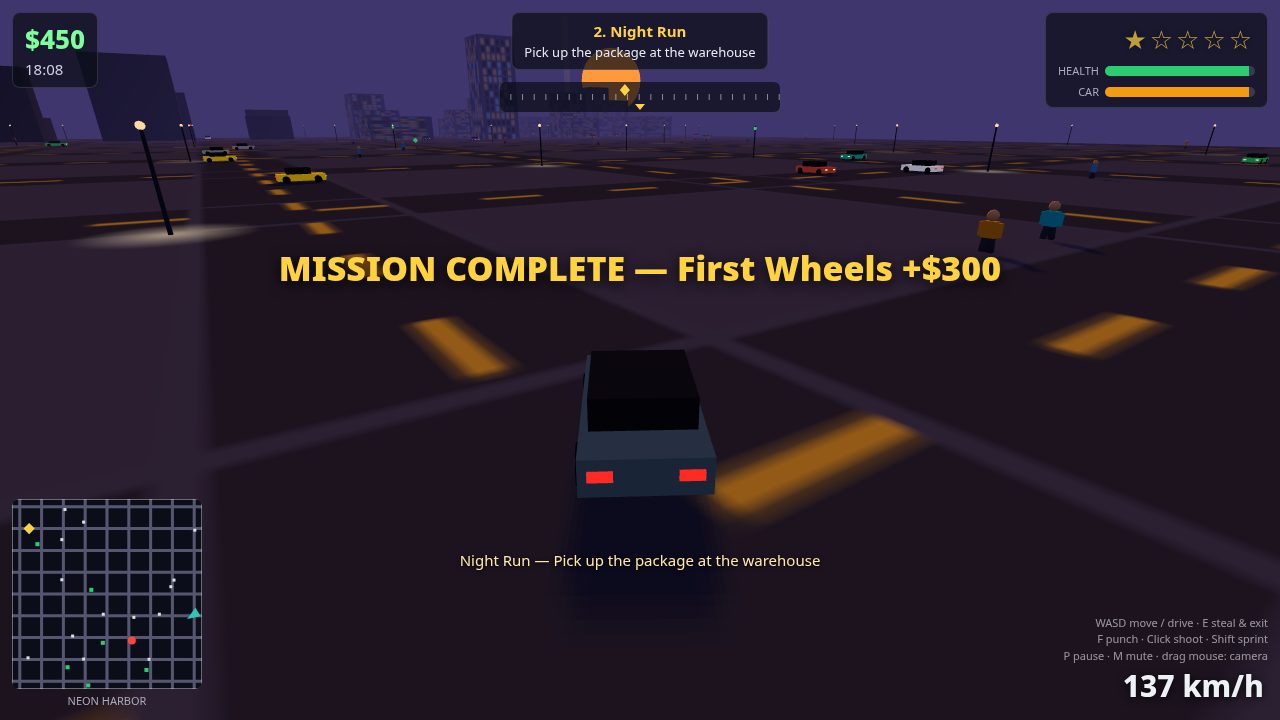 $450
18:08
2. Night Run
Pick up the package at the warehouse
★☆☆☆☆
HEALTH
CAR
MISSION COMPLETE — First Wheels +$300
Night Run — Pick up the package at the warehouse
NEON HARBOR
WASD move / drive · E steal & exit
F punch · Click shoot · Shift sprint
P pause · M mute · drag mouse: camera
137 km/h